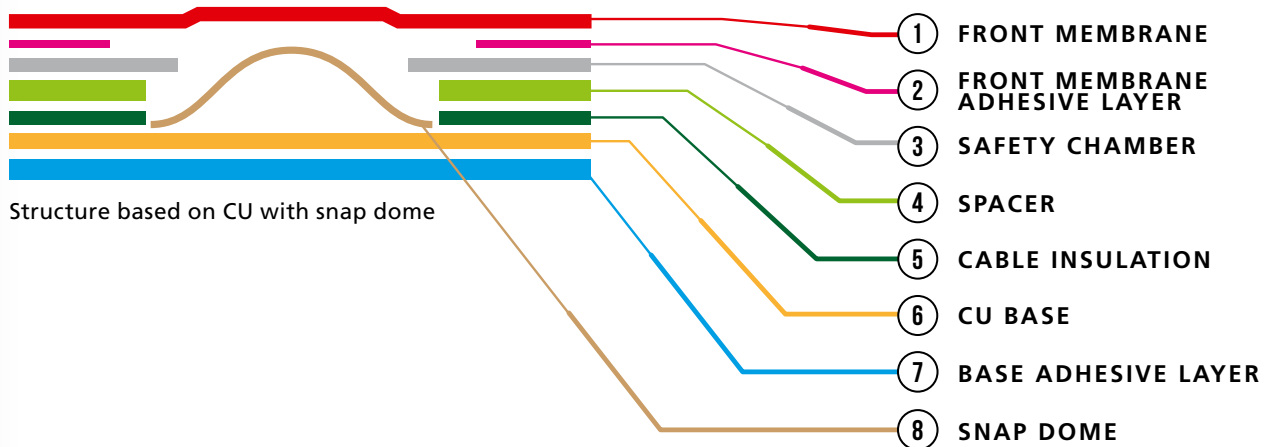 1 FRONT MEMBRANE
2 FRONT MEMBRANE
ADHESIVE LAYER
3 SAFETY CHAMBER
Structure based on CU with snap dome
4 SPACER
5 CABLE INSULATION
6 CU BASE
7 BASE ADHESIVE LAYER
8 SNAP DOME